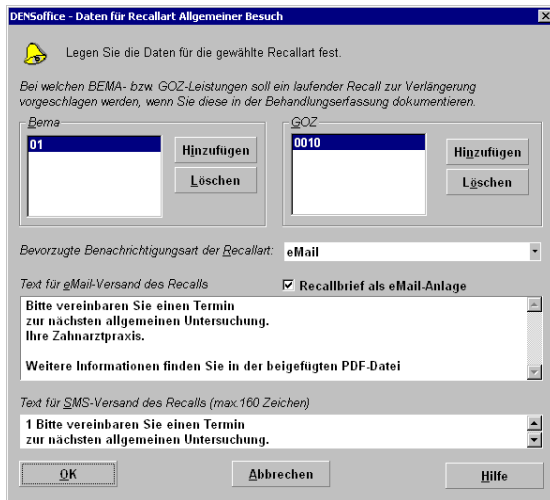 DENSoffice - Daten für Recallart Allgemeiner Besuch
Legen Sie die Daten für die gewählte Recallart fest.
Bei welchen BEMA- bzw. GOZ-Leistungen soll ein laufender Recall zur Verlängerung
vorgeschlagen werden, wenn Sie diese in der Behandlungserfassung dokumentieren.
Bema
01
Hinzufügen
Löschen
GOZ
0010
Hinzufügen
Löschen
Bevorzugte Benachrichtigungsart der Recallart: eMail
Text für eMail-Versand des Recalls
Recallbrief als eMail-Anlage
Bitte vereinbaren Sie einen Termin
zur nächsten allgemeinen Untersuchung.
Ihre Zahnarztpraxis.
Weitere Informationen finden Sie in der beigefügten PDF-Datei
Text für SMS-Versand des Recalls (max.160 Zeichen)
1 Bitte vereinbaren Sie einen Termin
zur nächsten allgemeinen Untersuchung.
OK
Abbrechen
Hilfe